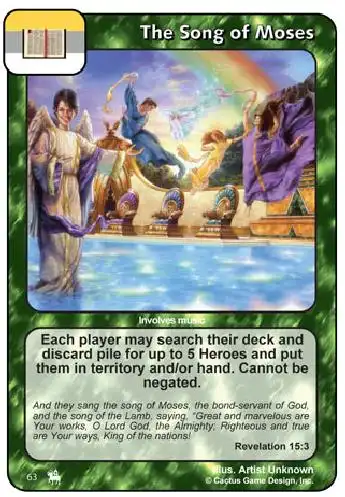 The Song of Moses
Involves music
Each player may search their deck and
discard pile for up to 5 Heroes and put
them in territory and/or hand. Cannot be
negated.
And they sang the song of Moses, the bond-servant of God,
and the song of the Lamb, saying, "Great and marvelous are
Your works, O Lord God, the Almighty; Righteous and true
are Your ways, King of the nations!
Revelation 15:3
Illus. Artist Unknown
63
© Cactus Game Design, Inc.